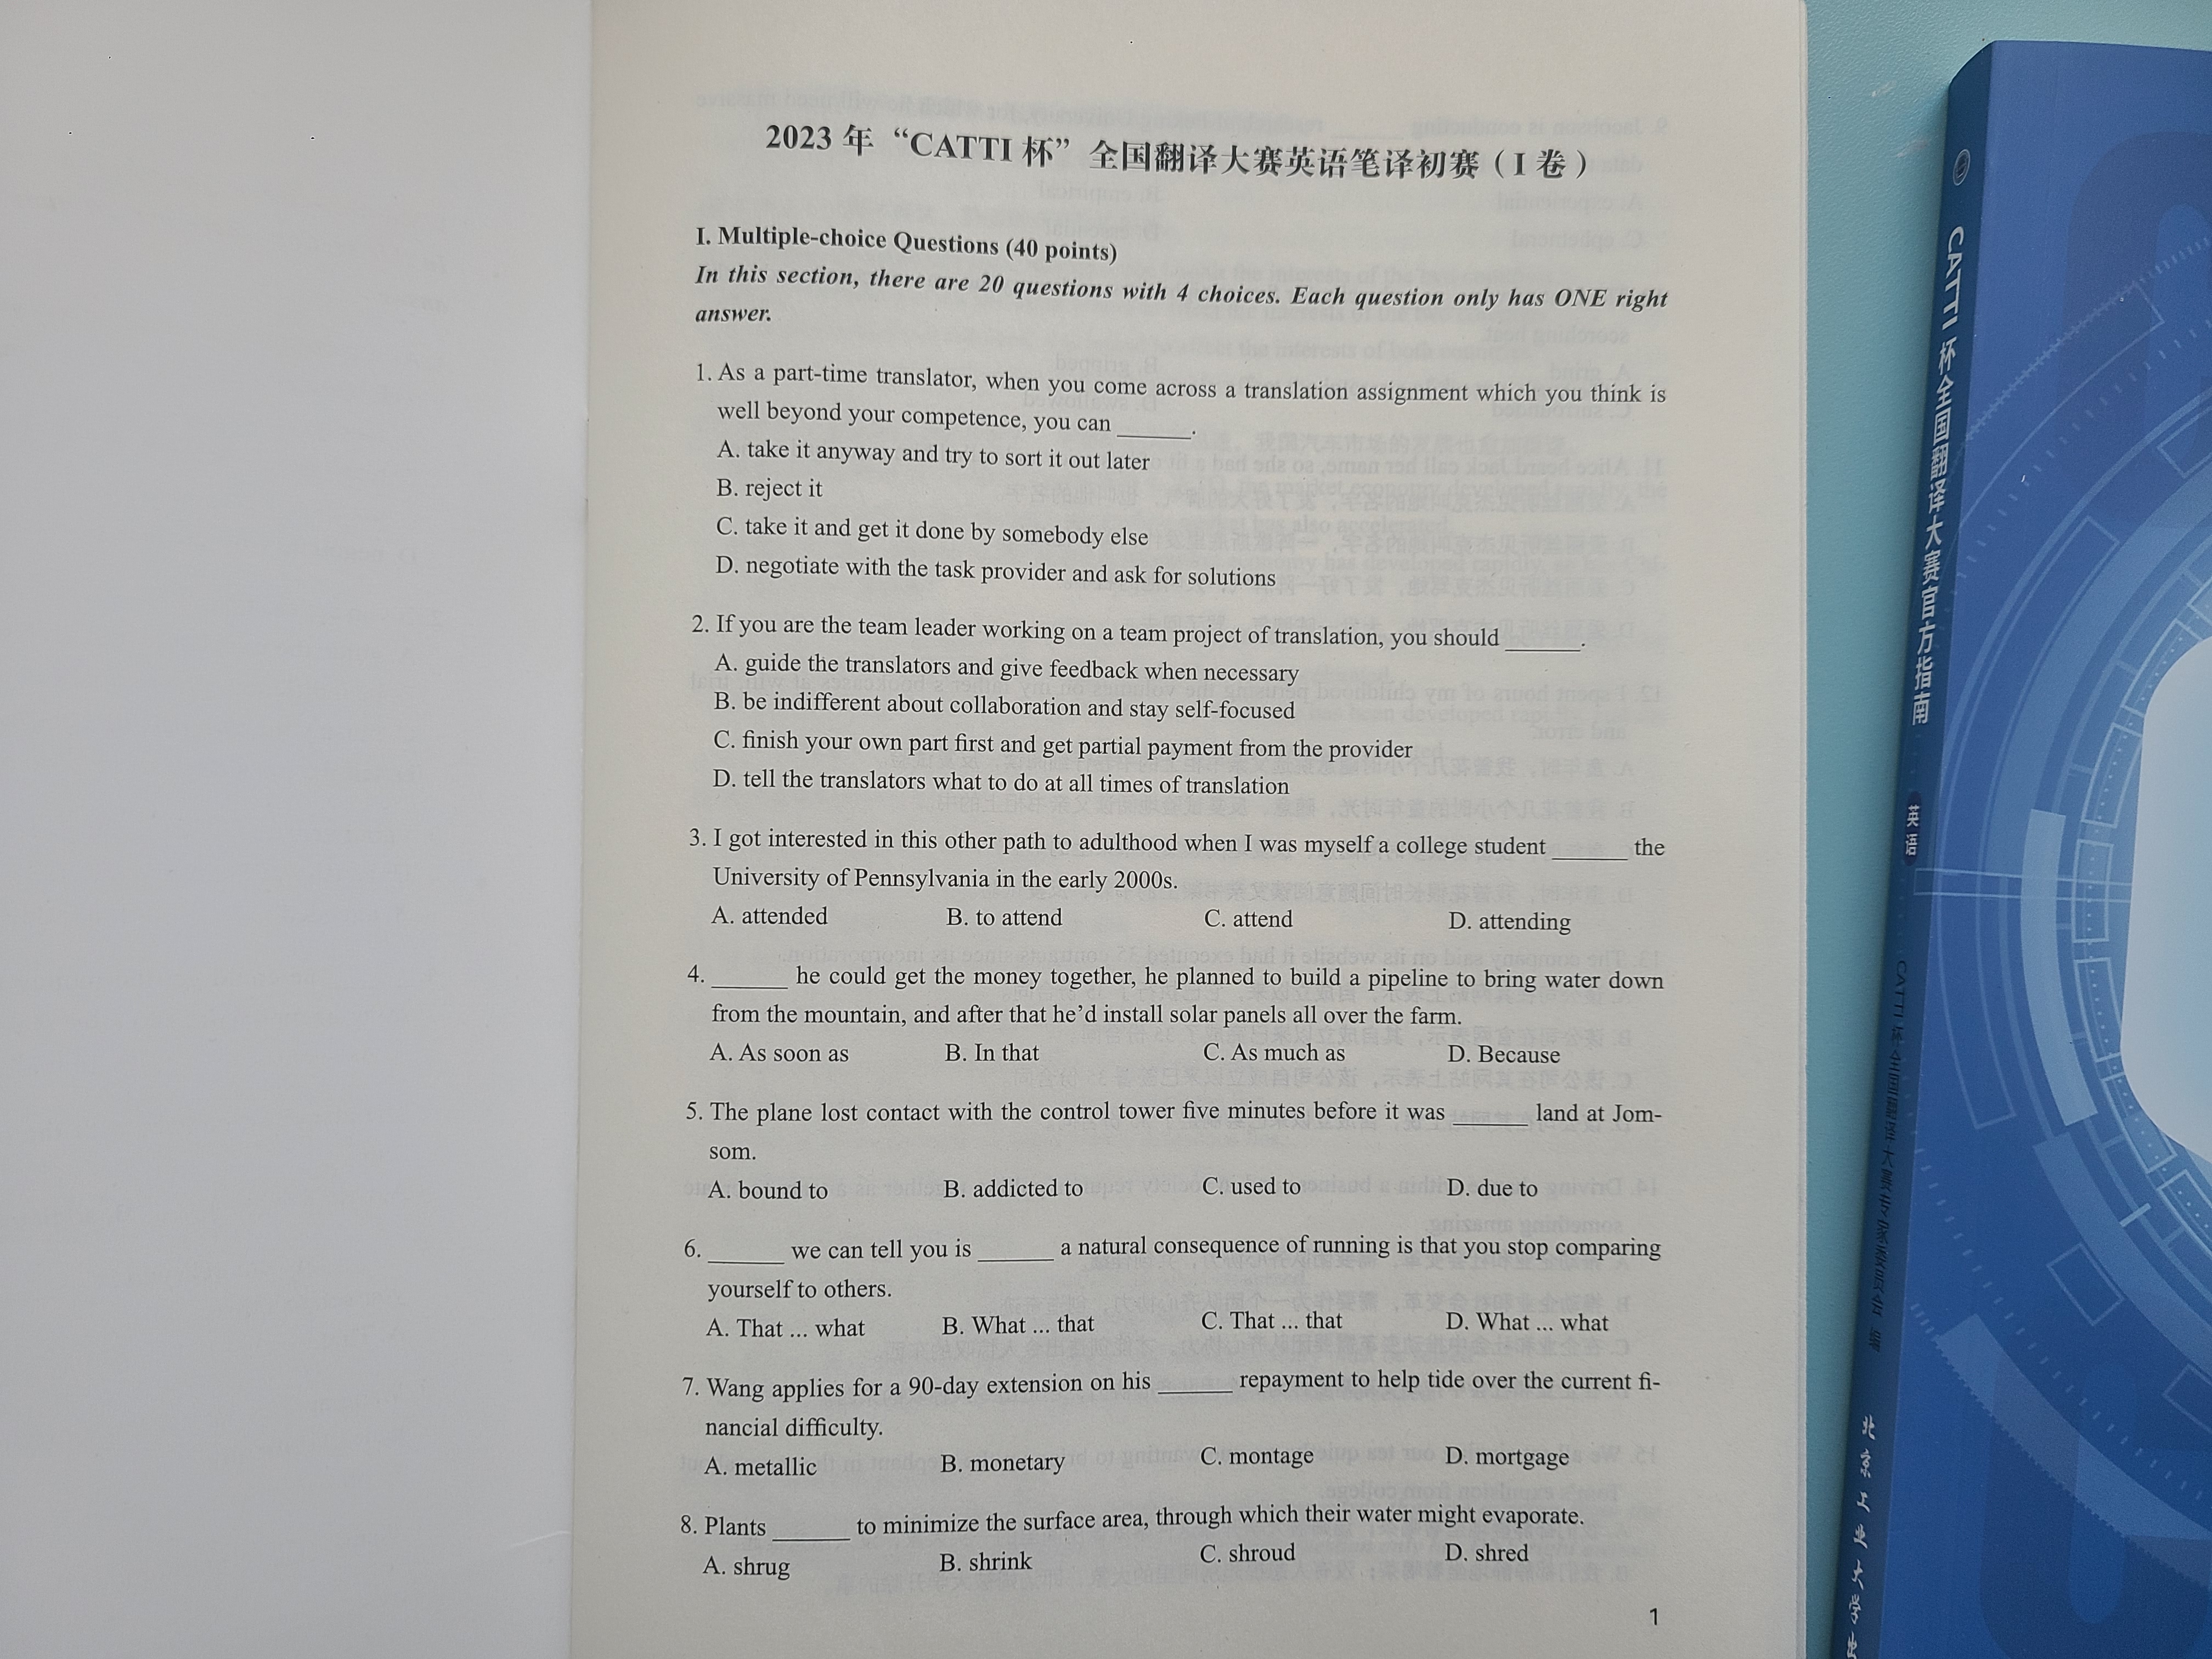 2023 年 “CATTI 杯” 全国翻译大赛英语笔译初赛（I 卷）
I. Multiple-choice Questions (40 points)
In this section, there are 20 questions with 4 choices. Each question only has ONE right
answer.
1. As a part-time translator, when you come across a translation assignment which you think is
well beyond your competence, you can ______.
A. take it anyway and try to sort it out later
B. reject it
C. take it and get it done by somebody else
D. negotiate with the task provider and ask for solutions
2. If you are the team leader working on a team project of translation, you should ______.
A. guide the translators and give feedback when necessary
B. be indifferent about collaboration and stay self-focused
C. finish your own part first and get partial payment from the provider
D. tell the translators what to do at all times of translation
3. I got interested in this other path to adulthood when I was myself a college student ______ the
University of Pennsylvania in the early 2000s.
A. attended B. to attend C. attend D. attending
4. ______ he could get the money together, he planned to build a pipeline to bring water down
from the mountain, and after that he’d install solar panels all over the farm.
A. As soon as B. In that C. As much as D. Because
5. The plane lost contact with the control tower five minutes before it was ______ land at Jom-
som.
A. bound to B. addicted to C. used to D. due to
6. ______ we can tell you is ______ a natural consequence of running is that you stop comparing
yourself to others.
A. That ... what B. What ... that C. That ... that D. What ... what
7. Wang applies for a 90-day extension on his ______ repayment to help tide over the current fi-
nancial difficulty.
A. metallic B. monetary C. montage D. mortgage
8. Plants ______ to minimize the surface area, through which their water might evaporate.
A. shrug B. shrink C. shroud D. shred
1
CATTI 杯全国翻译大赛官方指南 英语